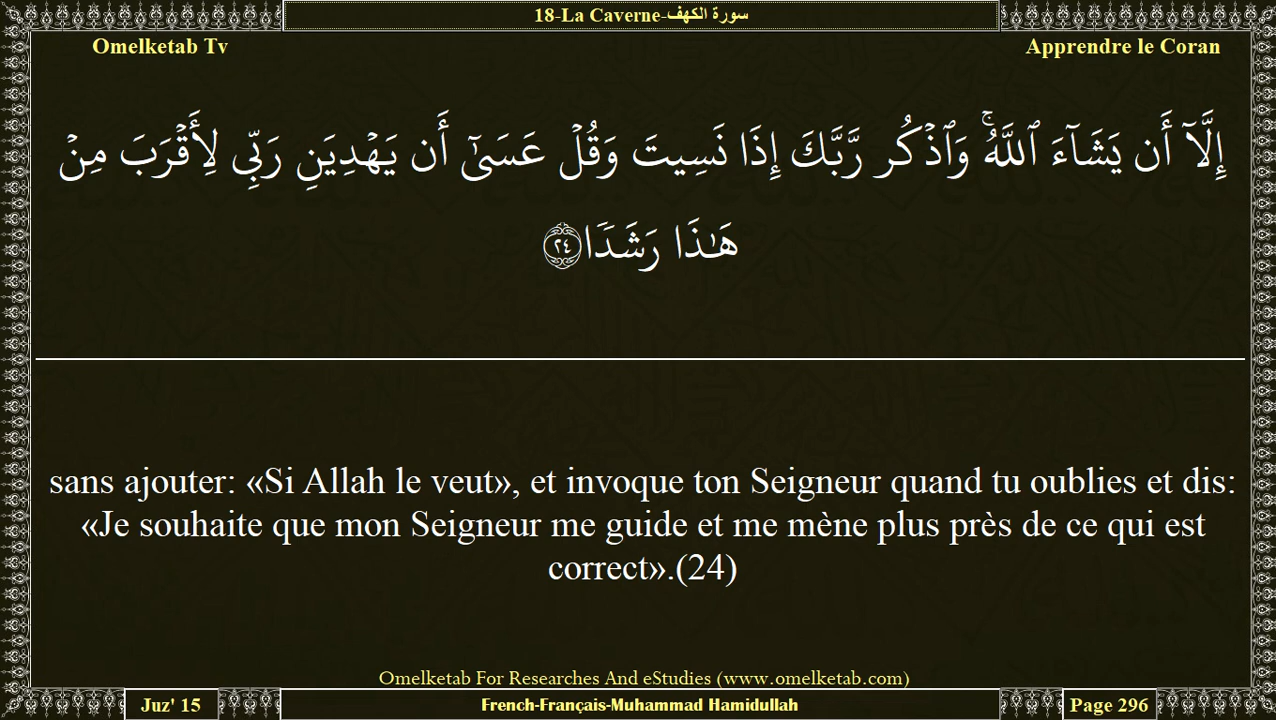 18-La Caverne-سورة الكهف
Omelketab Tv
Apprendre le Coran
إِلَّآ أَن يَشَآءَ ٱللَّهُۚ وَٱذۡكُر رَّبَّكَ إِذَا نَسِيتَ وَقُلۡ عَسَىٰٓ أَن يَهۡدِيَنِ رَبِّي لِأَقۡرَبَ مِنۡ
هَٰذَا رَشَدٗا ٢٤
sans ajouter: «Si Allah le veut», et invoque ton Seigneur quand tu oublies et dis:
«Je souhaite que mon Seigneur me guide et me mène plus près de ce qui est
correct».(24)
Omelketab For Researches And eStudies (www.omelketab.com)
Juz' 15
French-Français-Muhammad Hamidullah
Page 296